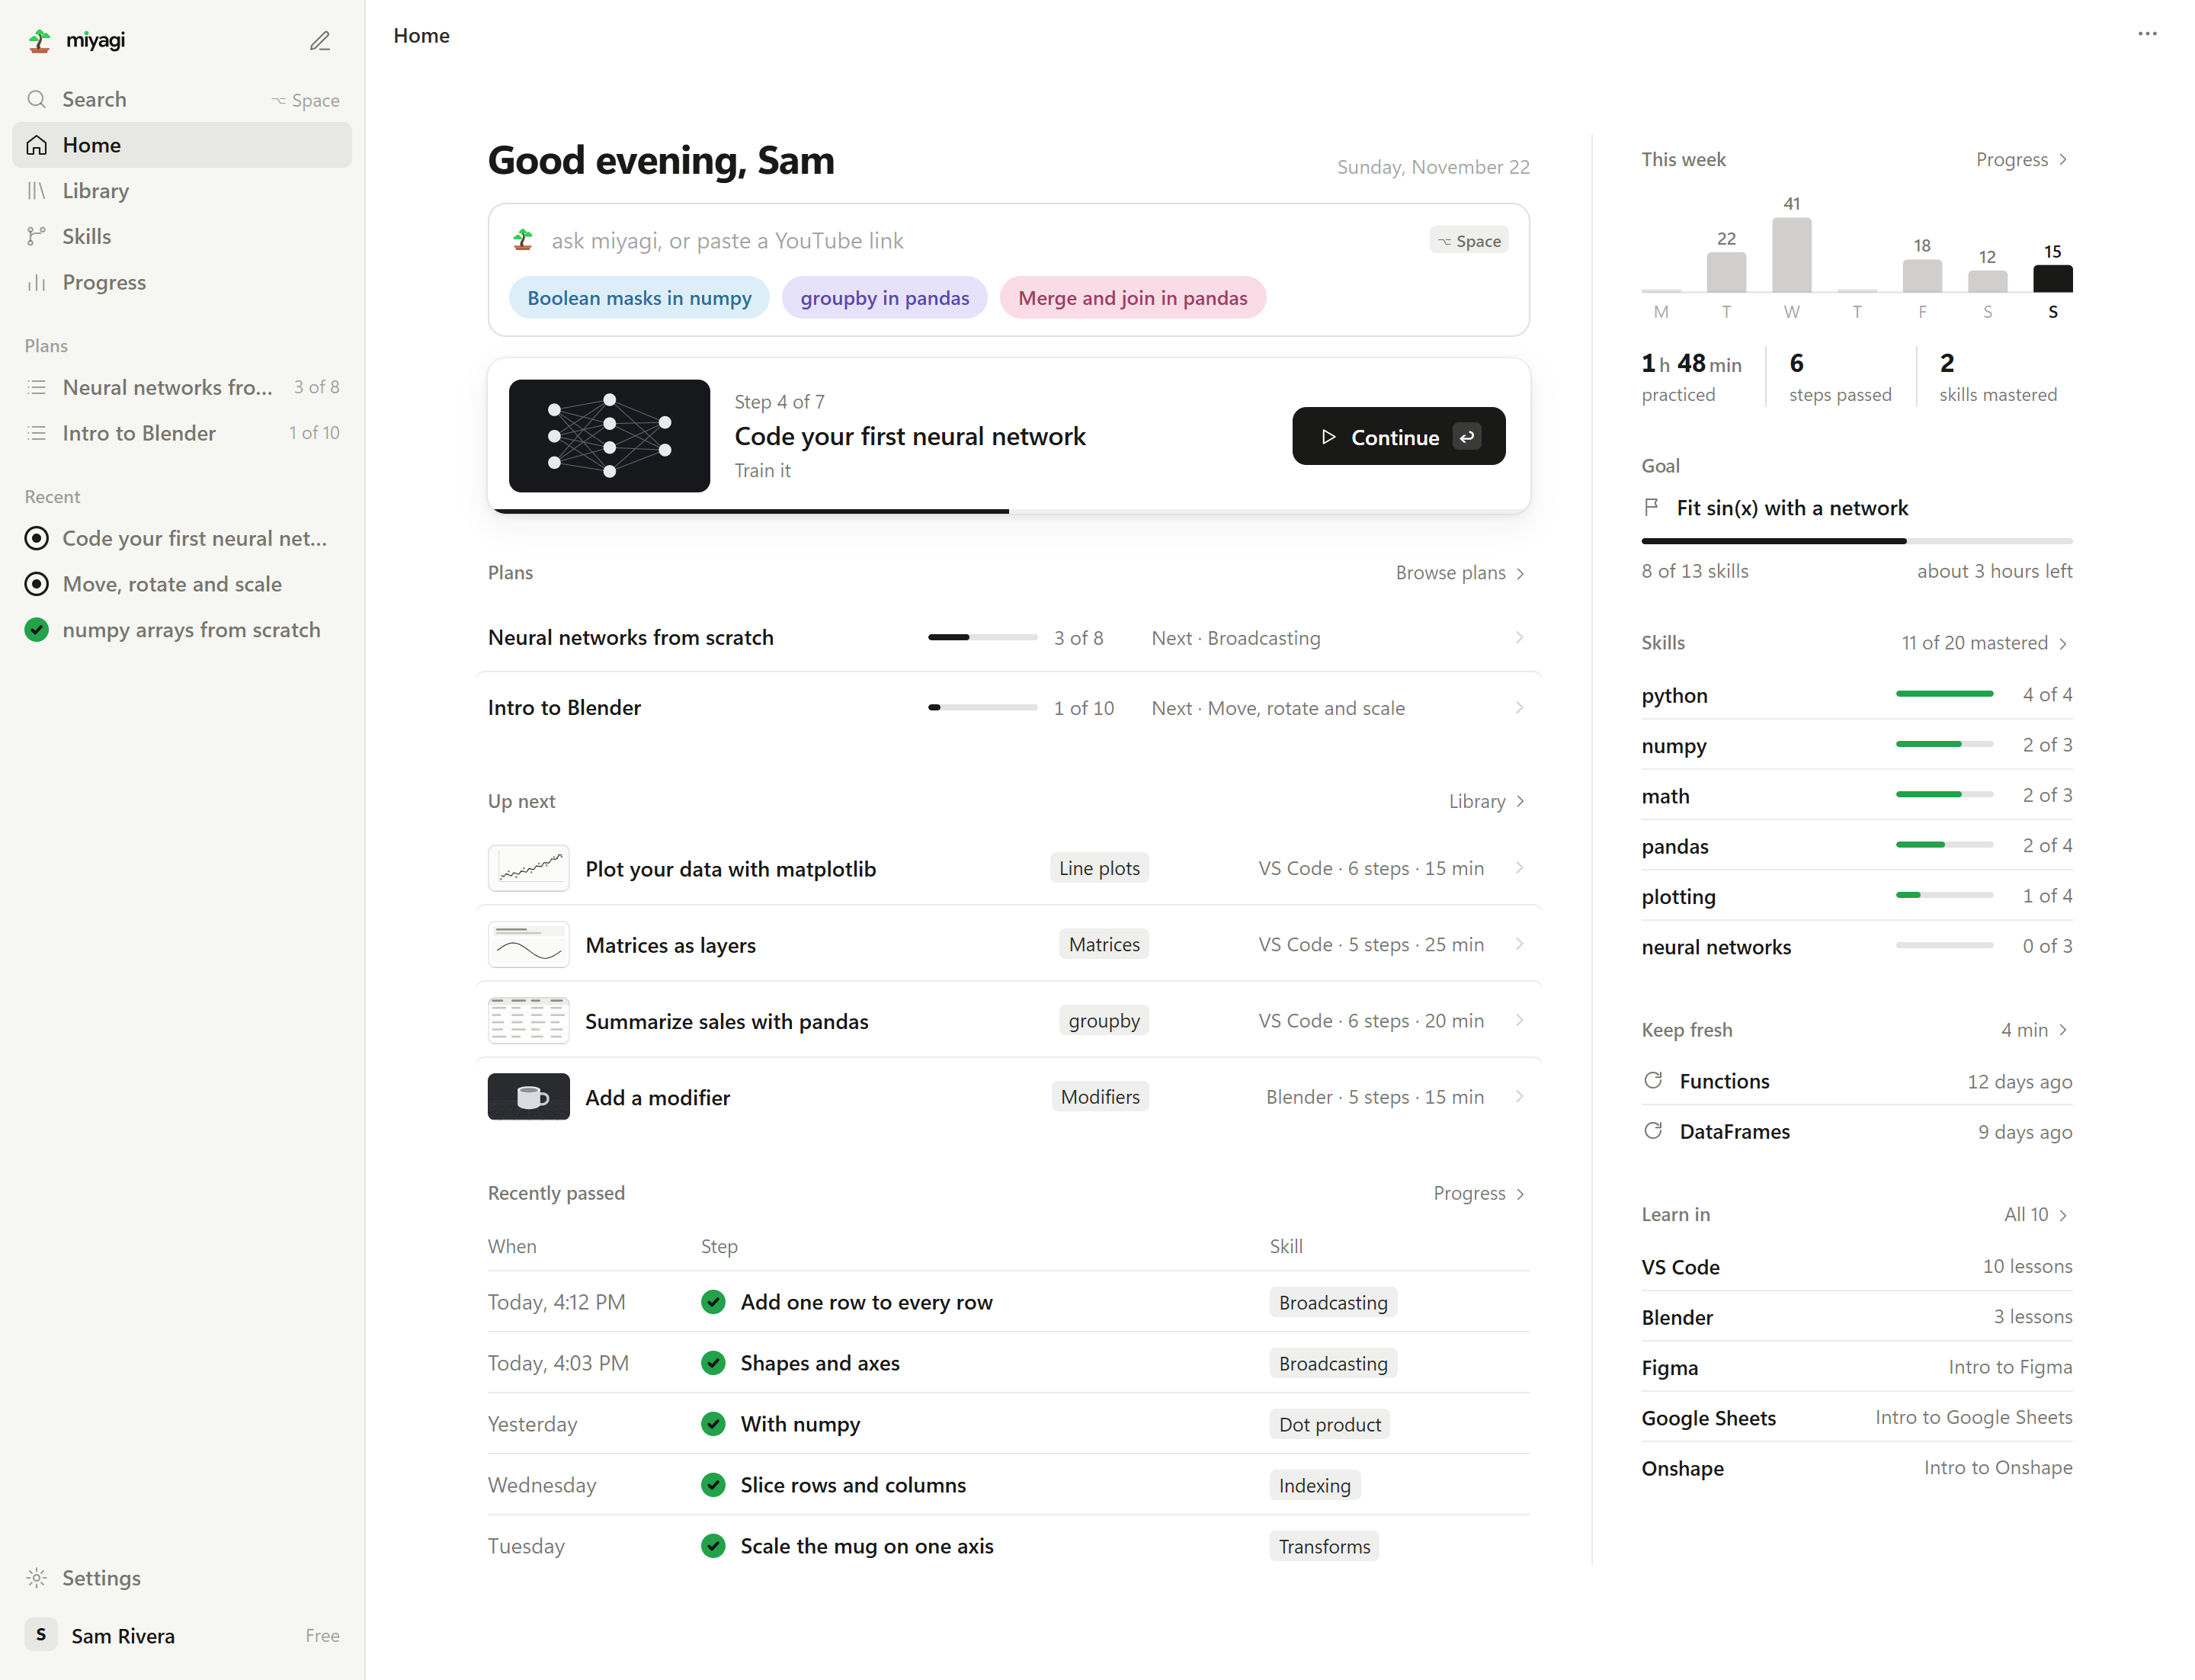 miyagi
Search ⌥ Space
Home
Library
Skills
Progress
Plans
Neural networks fro... 3 of 8
Intro to Blender 1 of 10
Recent
Code your first neural net...
Move, rotate and scale
numpy arrays from scratch
Settings
S Sam Rivera Free
Home
Good evening, Sam
Sunday, November 22
ask miyagi, or paste a YouTube link ⌥ Space
Boolean masks in numpy groupby in pandas Merge and join in pandas
Step 4 of 7
Code your first neural network
Train it
Continue
Plans Browse plans
Neural networks from scratch 3 of 8 Next · Broadcasting
Intro to Blender 1 of 10 Next · Move, rotate and scale
Up next Library
Plot your data with matplotlib Line plots VS Code · 6 steps · 15 min
Matrices as layers Matrices VS Code · 5 steps · 25 min
Summarize sales with pandas groupby VS Code · 6 steps · 20 min
Add a modifier Modifiers Blender · 5 steps · 15 min
Recently passed Progress
When Step Skill
Today, 4:12 PM Add one row to every row Broadcasting
Today, 4:03 PM Shapes and axes Broadcasting
Yesterday With numpy Dot product
Wednesday Slice rows and columns Indexing
Tuesday Scale the mug on one axis Transforms
This week Progress
22 41 18 12 15
M T W T F S S
1 h 48 min 6 2
practiced steps passed skills mastered
Goal
Fit sin(x) with a network
8 of 13 skills about 3 hours left
Skills 11 of 20 mastered
python 4 of 4
numpy 2 of 3
math 2 of 3
pandas 2 of 4
plotting 1 of 4
neural networks 0 of 3
Keep fresh 4 min
Functions 12 days ago
DataFrames 9 days ago
Learn in All 10
VS Code 10 lessons
Blender 3 lessons
Figma Intro to Figma
Google Sheets Intro to Google Sheets
Onshape Intro to Onshape